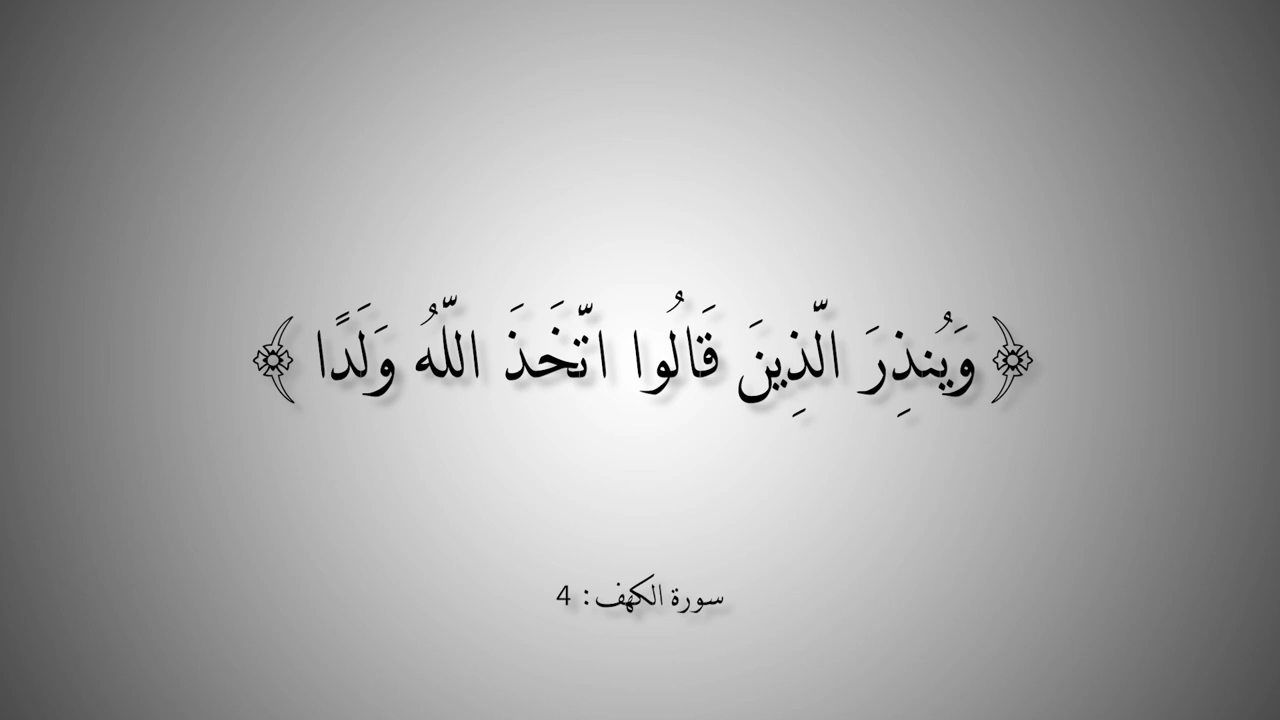 ﴿ وَيُنذِرَ الَّذِينَ قَالُوا اتَّخَذَ اللَّهُ وَلَدًا ﴾
سورة الكهف: 4